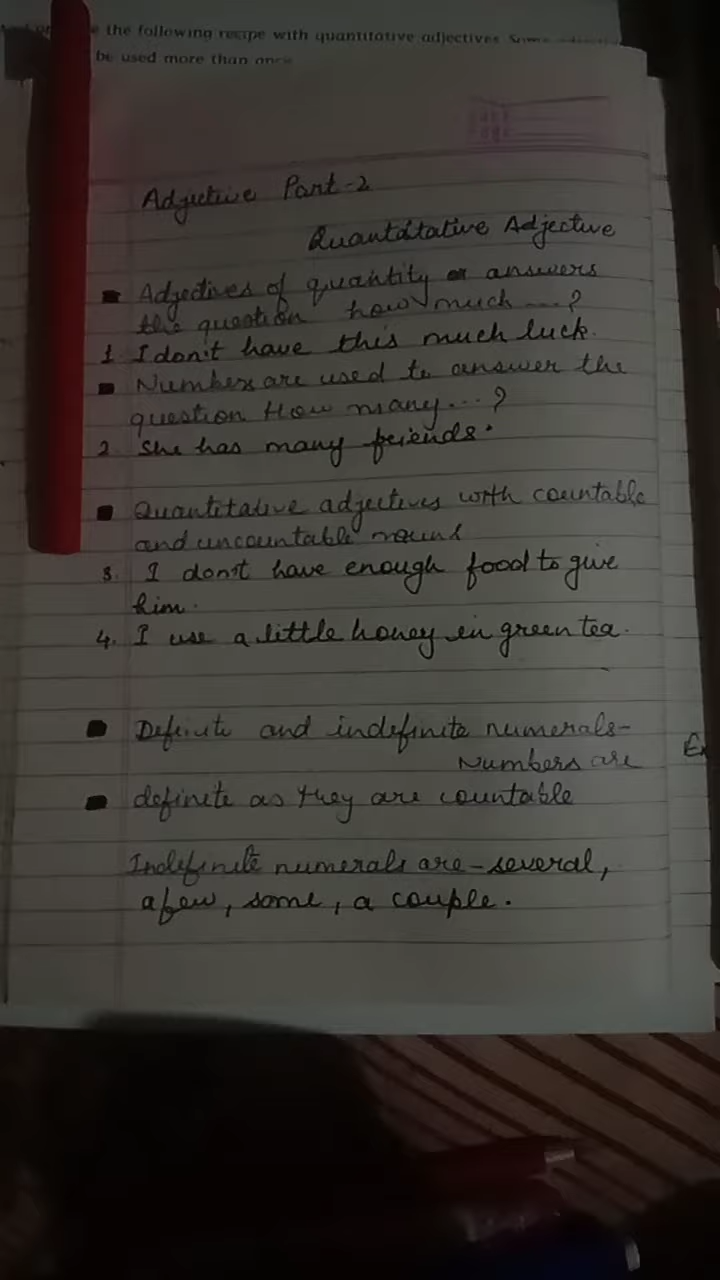 the following recipe with quantitative adjectives. Some
be used more than once
Adjective Part-2
Quantitative Adjective
Adjectives of quantity or answers
the question how much ....?
1. I don't have this much luck.
Numbers are used to answer the
question How many....?
2. she has many friends.
Quantitative adjectives with countable
and uncountable nouns
3. I don't have enough food to give
him.
4. I use a little honey in green tea.
Definite and indefinite numerals-
Numbers are
definite as they are countable
Indefinite numerals are - several,
a few, some, a couple.